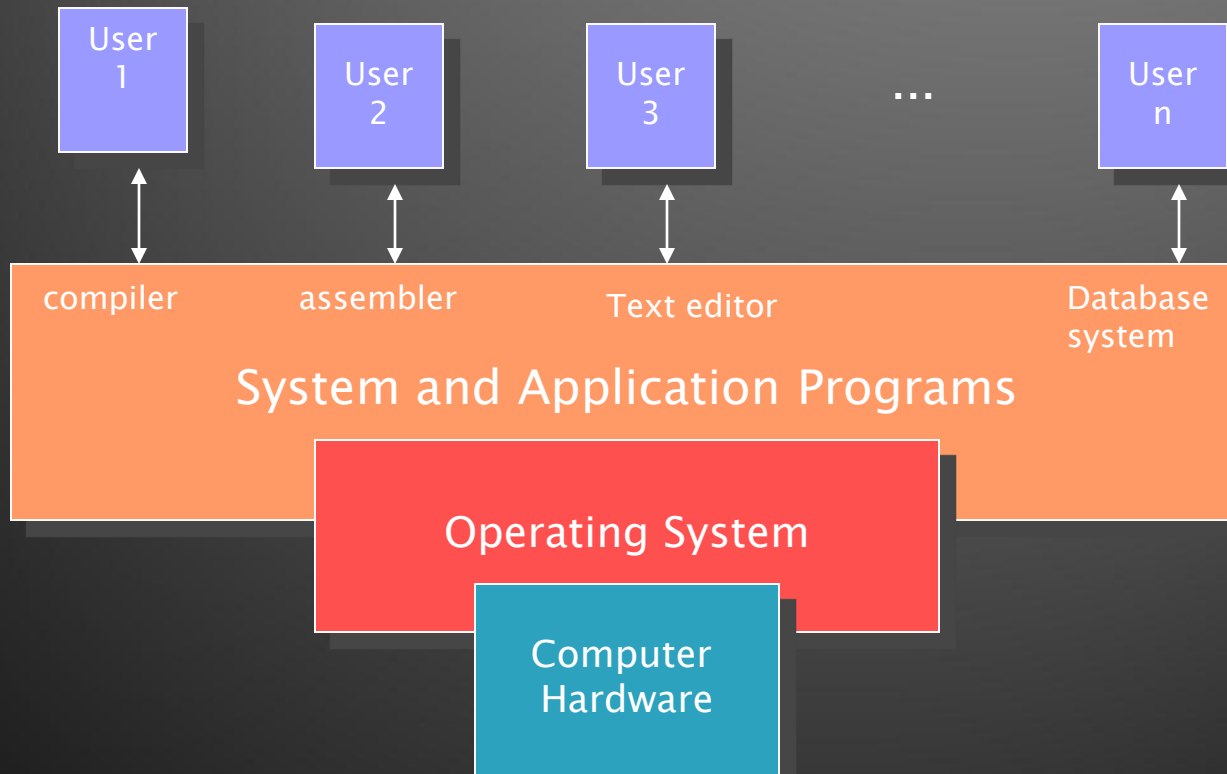 User
1
User
2
User
3
...
User
n
compiler
assembler
Text editor
Database
system
System and Application Programs
Operating System
Computer
Hardware